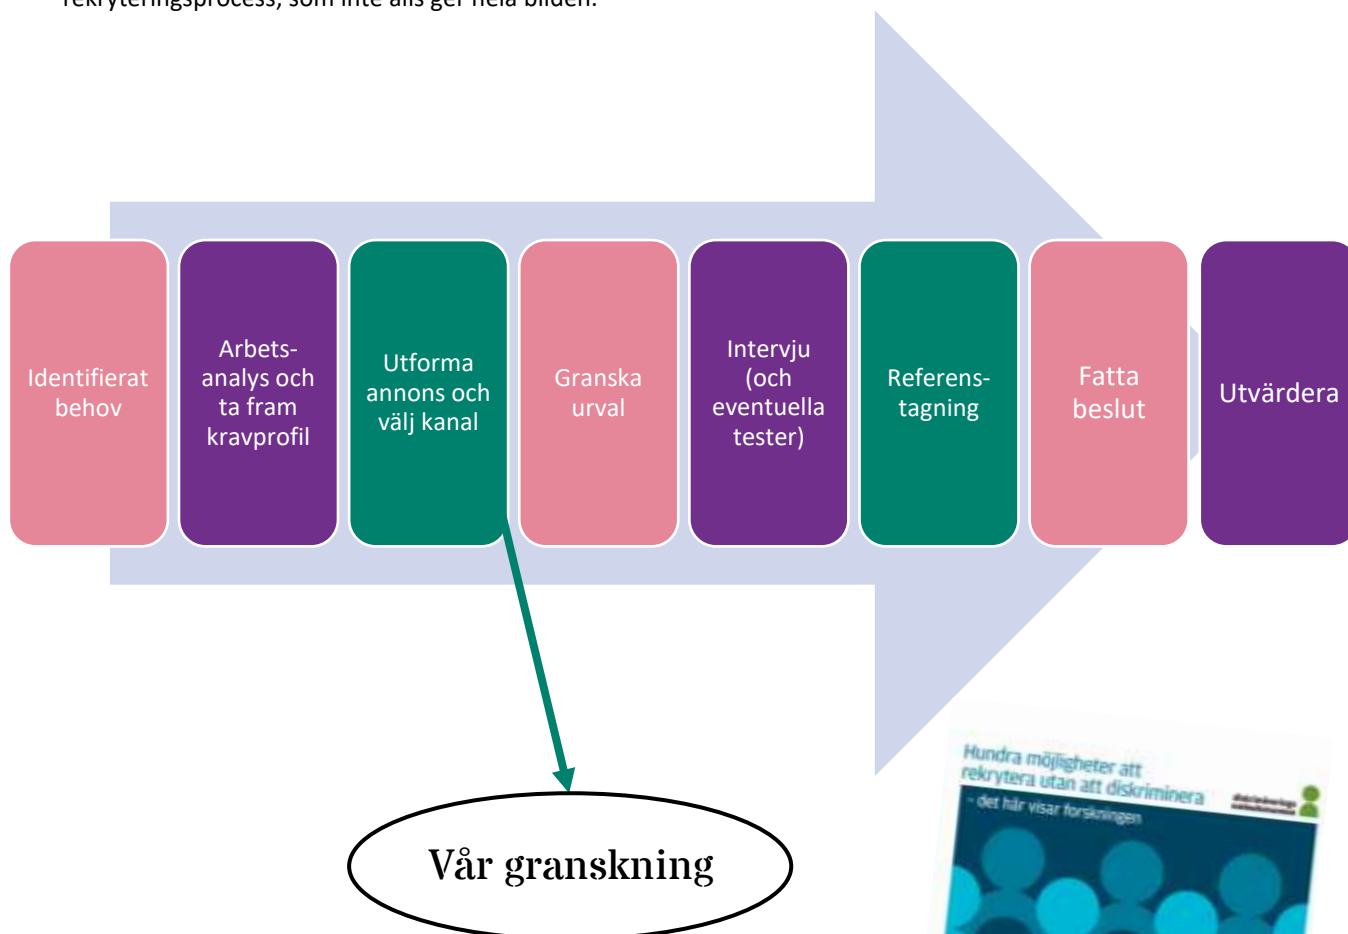 rekryteringsprocess, som inte alls ger hela bilden.
Identifierat
behov
Arbets-
analys och
ta fram
kravprofil
Utforma
annons och
välj kanal
Granska
urval
Intervju
(och
eventuella
tester)
Referens-
tagning
Fatta
beslut
Utvärdera
Vår granskning
Hundra möjligheter att
rekrytera utan att diskriminera
- det här visar forskningen